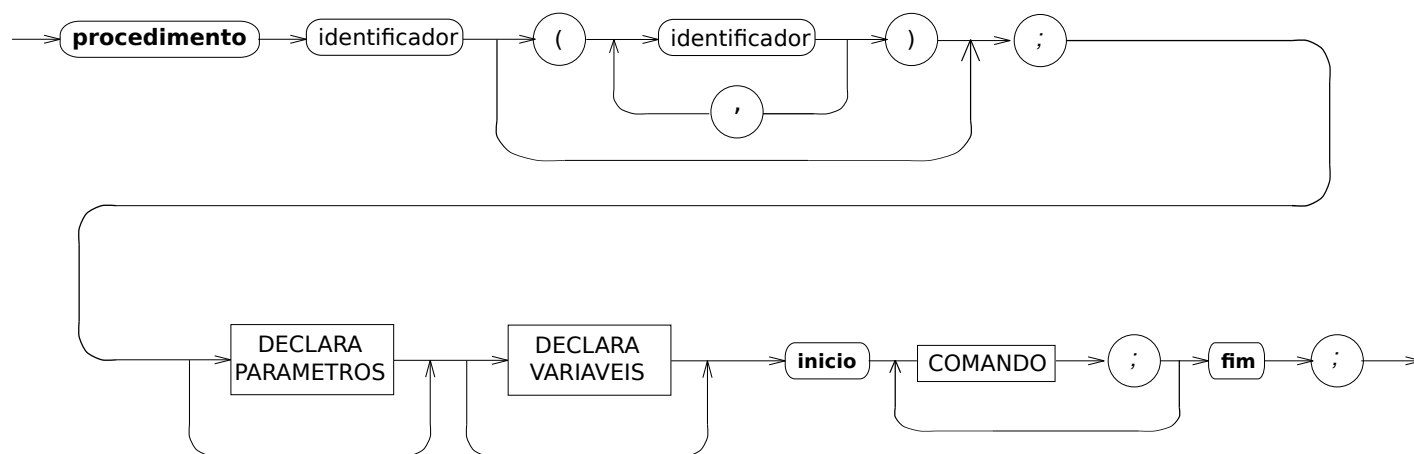 procedimento identificador ( identificador ) ;
,
DECLARA PARAMETROS
DECLARA VARIAVEIS
inicio COMANDO ; fim ;